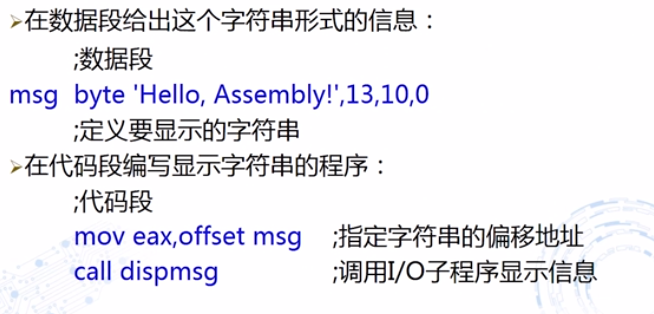 ➢在数据段给出这个字符串形式的信息：
;数据段
msg byte 'Hello, Assembly!',13,10,0
;定义要显示的字符串
➢在代码段编写显示字符串的程序：
;代码段
mov eax,offset msg ;指定字符串的偏移地址
call dispmsg ;调用I/O子程序显示信息